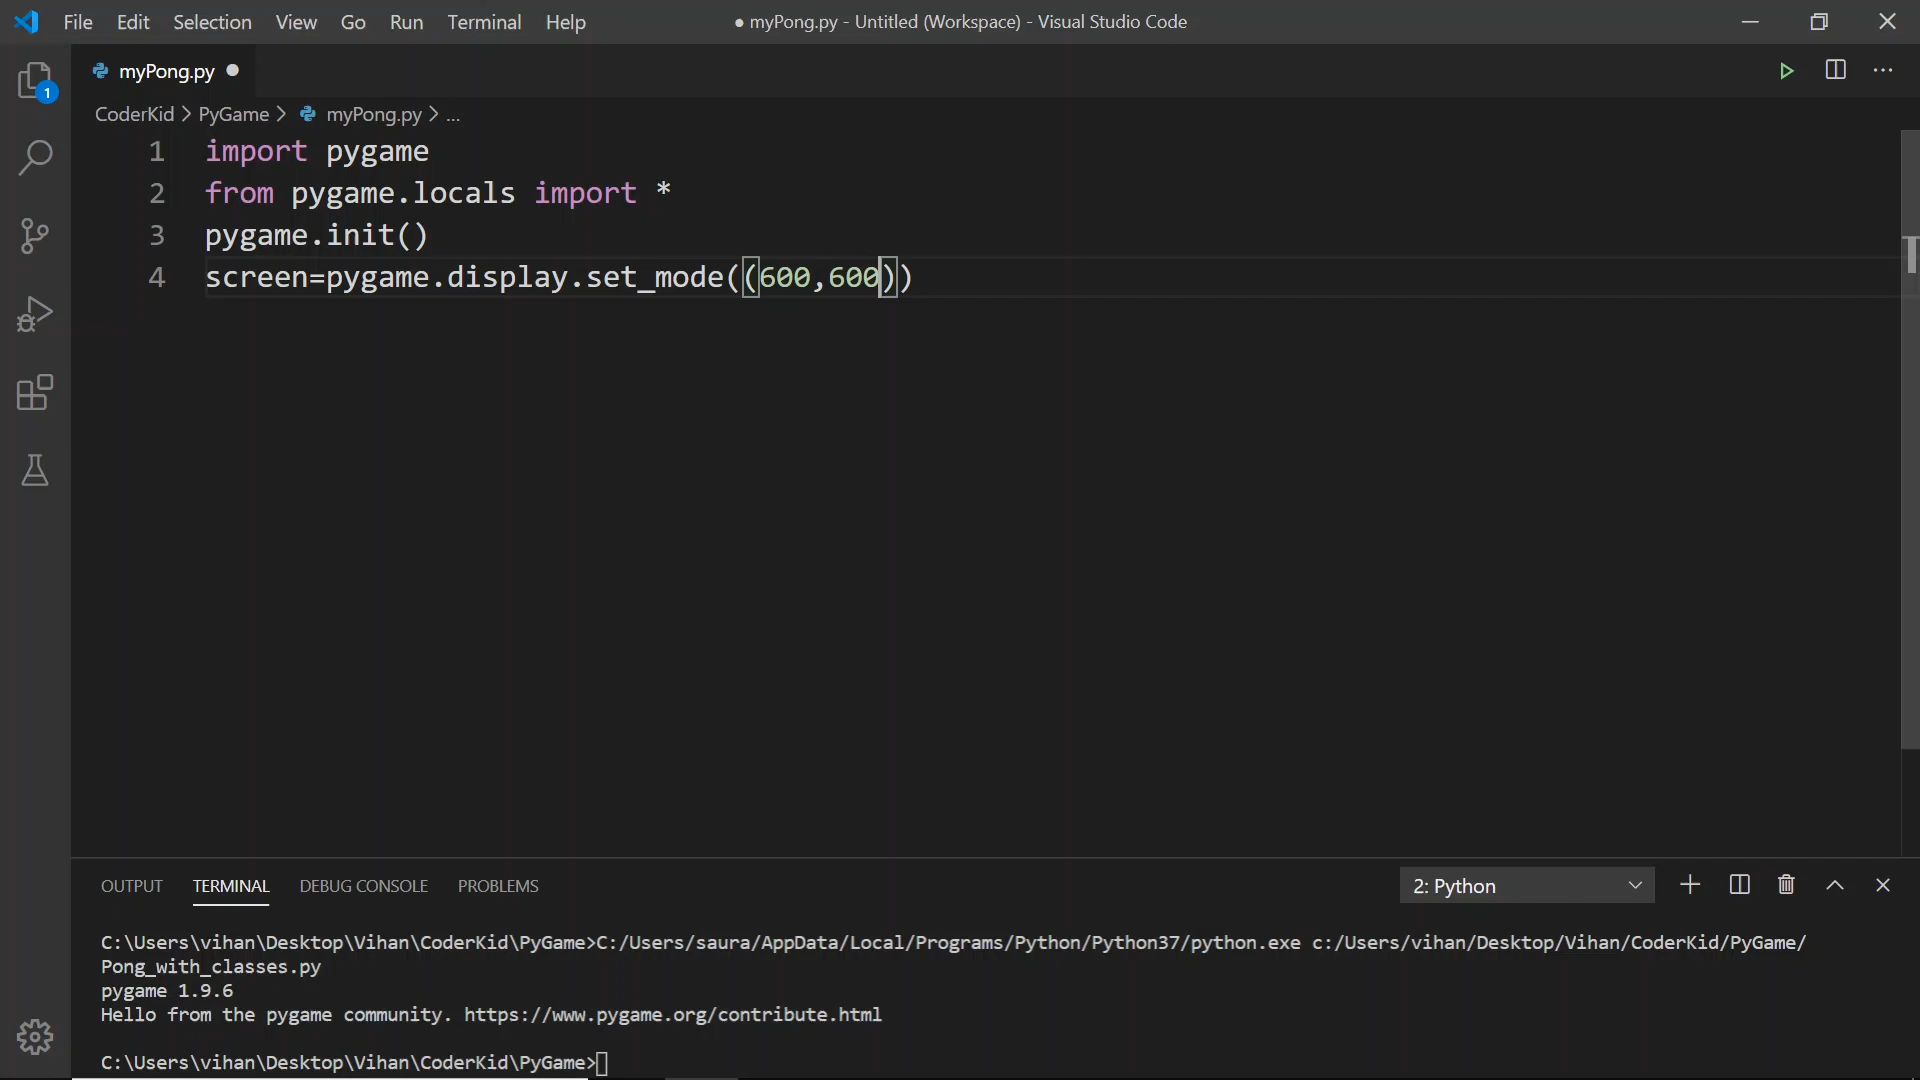 File Edit Selection View Go Run Terminal Help ● myPong.py - Untitled (Workspace) - Visual Studio Code
myPong.py
1
CoderKid > PyGame > myPong.py > ...
1 import pygame
2 from pygame.locals import *
3 pygame.init()
4 screen=pygame.display.set_mode((600,600))
OUTPUT TERMINAL DEBUG CONSOLE PROBLEMS 2: Python
C:\Users\vihan\Desktop\Vihan\CoderKid\PyGame>C:/Users/saura/AppData/Local/Programs/Python/Python37/python.exe c:/Users/vihan/Desktop/Vihan/CoderKid/PyGame/
Pong_with_classes.py
pygame 1.9.6
Hello from the pygame community. https://www.pygame.org/contribute.html
C:\Users\vihan\Desktop\Vihan\CoderKid\PyGame>